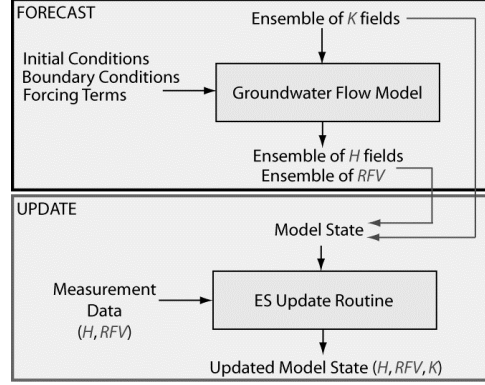 FORECAST
Ensemble of K fields
Initial Conditions
Boundary Conditions
Forcing Terms
Groundwater Flow Model
Ensemble of H fields
Ensemble of RFV
UPDATE
Model State
Measurement
Data
(H, RFV)
ES Update Routine
Updated Model State (H, RFV, K)